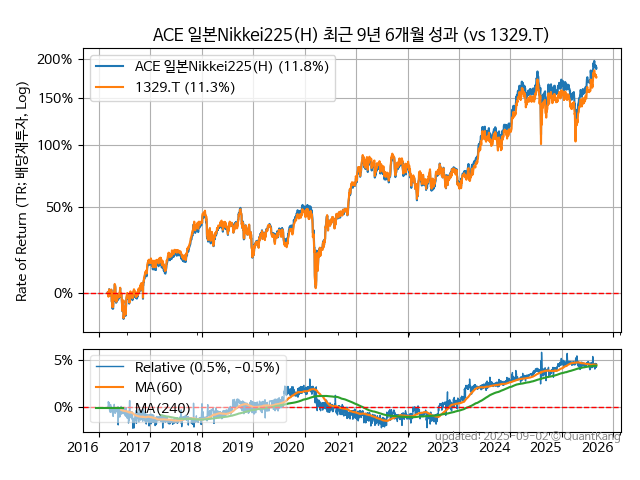 ACE 일본Nikkei225(H) 최근 9년 6개월 성과 (vs 1329.T)
200%
150%
100%
50%
0%
Rate of Return (TR: 배당재투자, Log)
ACE 일본Nikkei225(H) (11.8%)
1329.T (11.3%)
5%
0%
Relative (0.5%, -0.5%)
MA(60)
MA(240)
2016 2017 2018 2019 2020 2021 2022 2023 2024 2025 2026
updated: 2025-09-02 © QuantKang